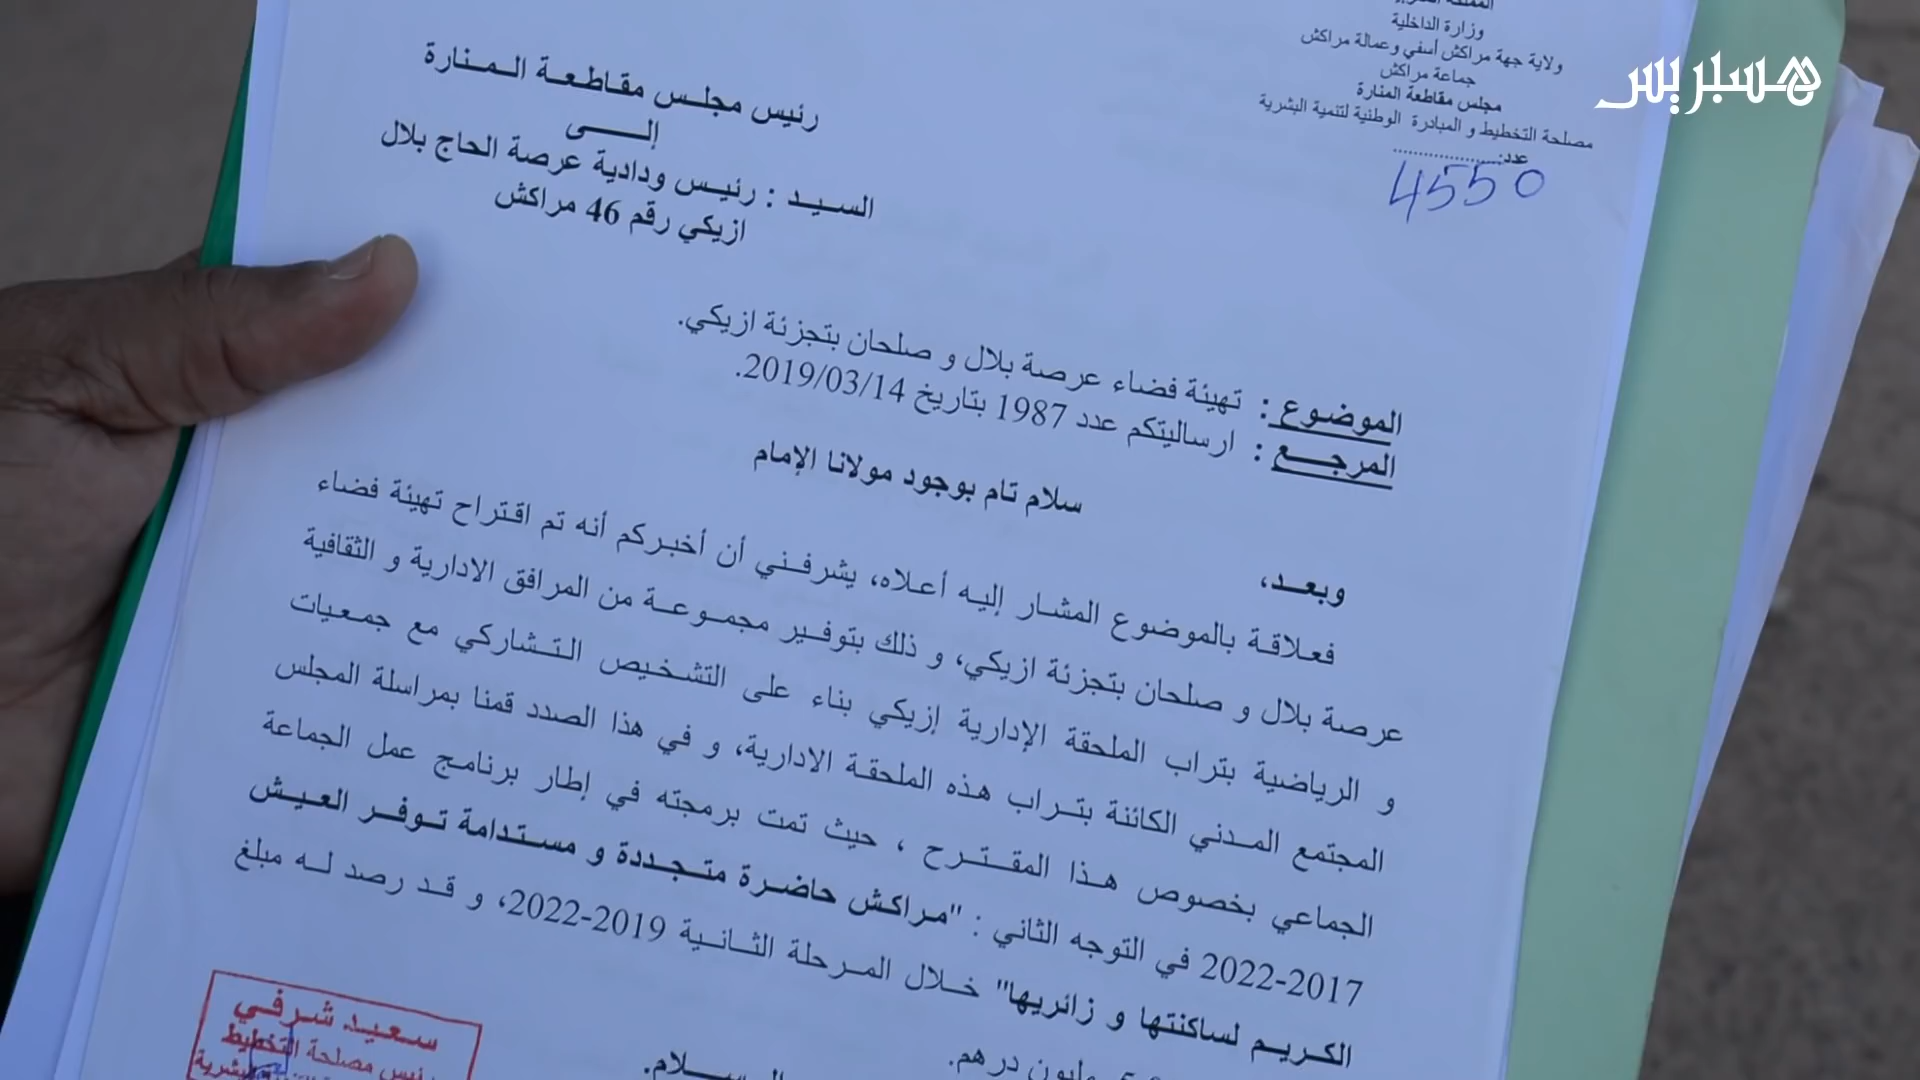 وزارة الداخلية
ولاية جهة مراكش أسفي وعمالة مراكش
جماعة مراكش
مجلس مقاطعة المنارة
مصلحة التخطيط و المبادرة الوطنية لتنمية البشرية
عدد:......................
4550
هسبريس
رئيس مجلس مقاطعة المنارة
إلى
السيد : رئيس ودادية عرصة الحاج بلال
ازيكي رقم 46 مراكش
الموضوع : تهيئة فضاء عرصة بلال و صلحان بتجزئة ازيكي.
المرجع : ارساليتكم عدد 1987 بتاريخ 2019/03/14.
سلام تام بوجود مولانا الإمام
وبعد،
فعلاقة بالموضوع المشار إليه أعلاه، يشرفني أن أخبركم أنه تم اقتراح تهيئة فضاء
عرصة بلال و صلحان بتجزئة ازيكي، و ذلك بتوفير مجموعة من المرافق الادارية و الثقافية
و الرياضية بتراب الملحقة الإدارية إزيكي بناء على التشخيص التشاركي مع جمعيات
المجتمع المدني الكائنة بتراب هذه الملحقة الادارية، و في هذا الصدد قمنا بمراسلة المجلس
الجماعي بخصوص هذا المقترح ، حيث تمت برمجته في إطار برنامج عمل الجماعة
2017-2022 في التوجه الثاني : "مراكش حاضرة متجددة و مستدامة توفر العيش
الكريم لساكنتها و زائريها" خلال المرحلة الثانية 2019-2022، و قد رصد له مبلغ
مليون درهم.
سعيد شرفي
رئيس مصلحة التخطيط
البشرية